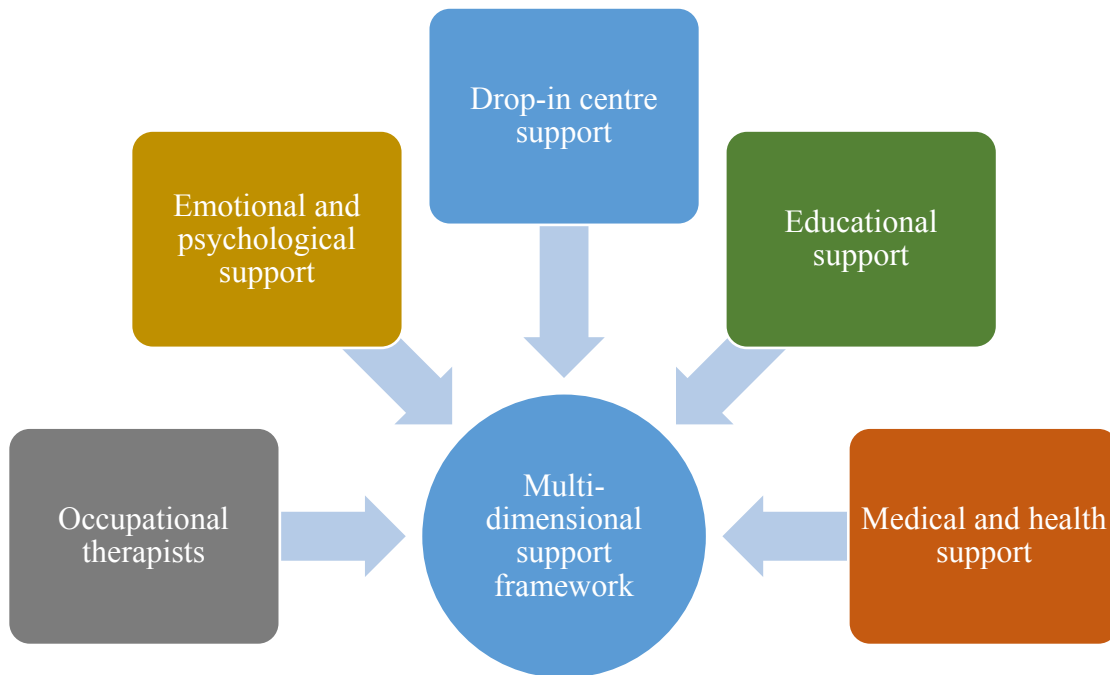 Drop-in centre
support
Emotional and
psychological
support
Educational
support
Occupational
therapists
Multi-
dimensional
support
framework
Medical and health
support